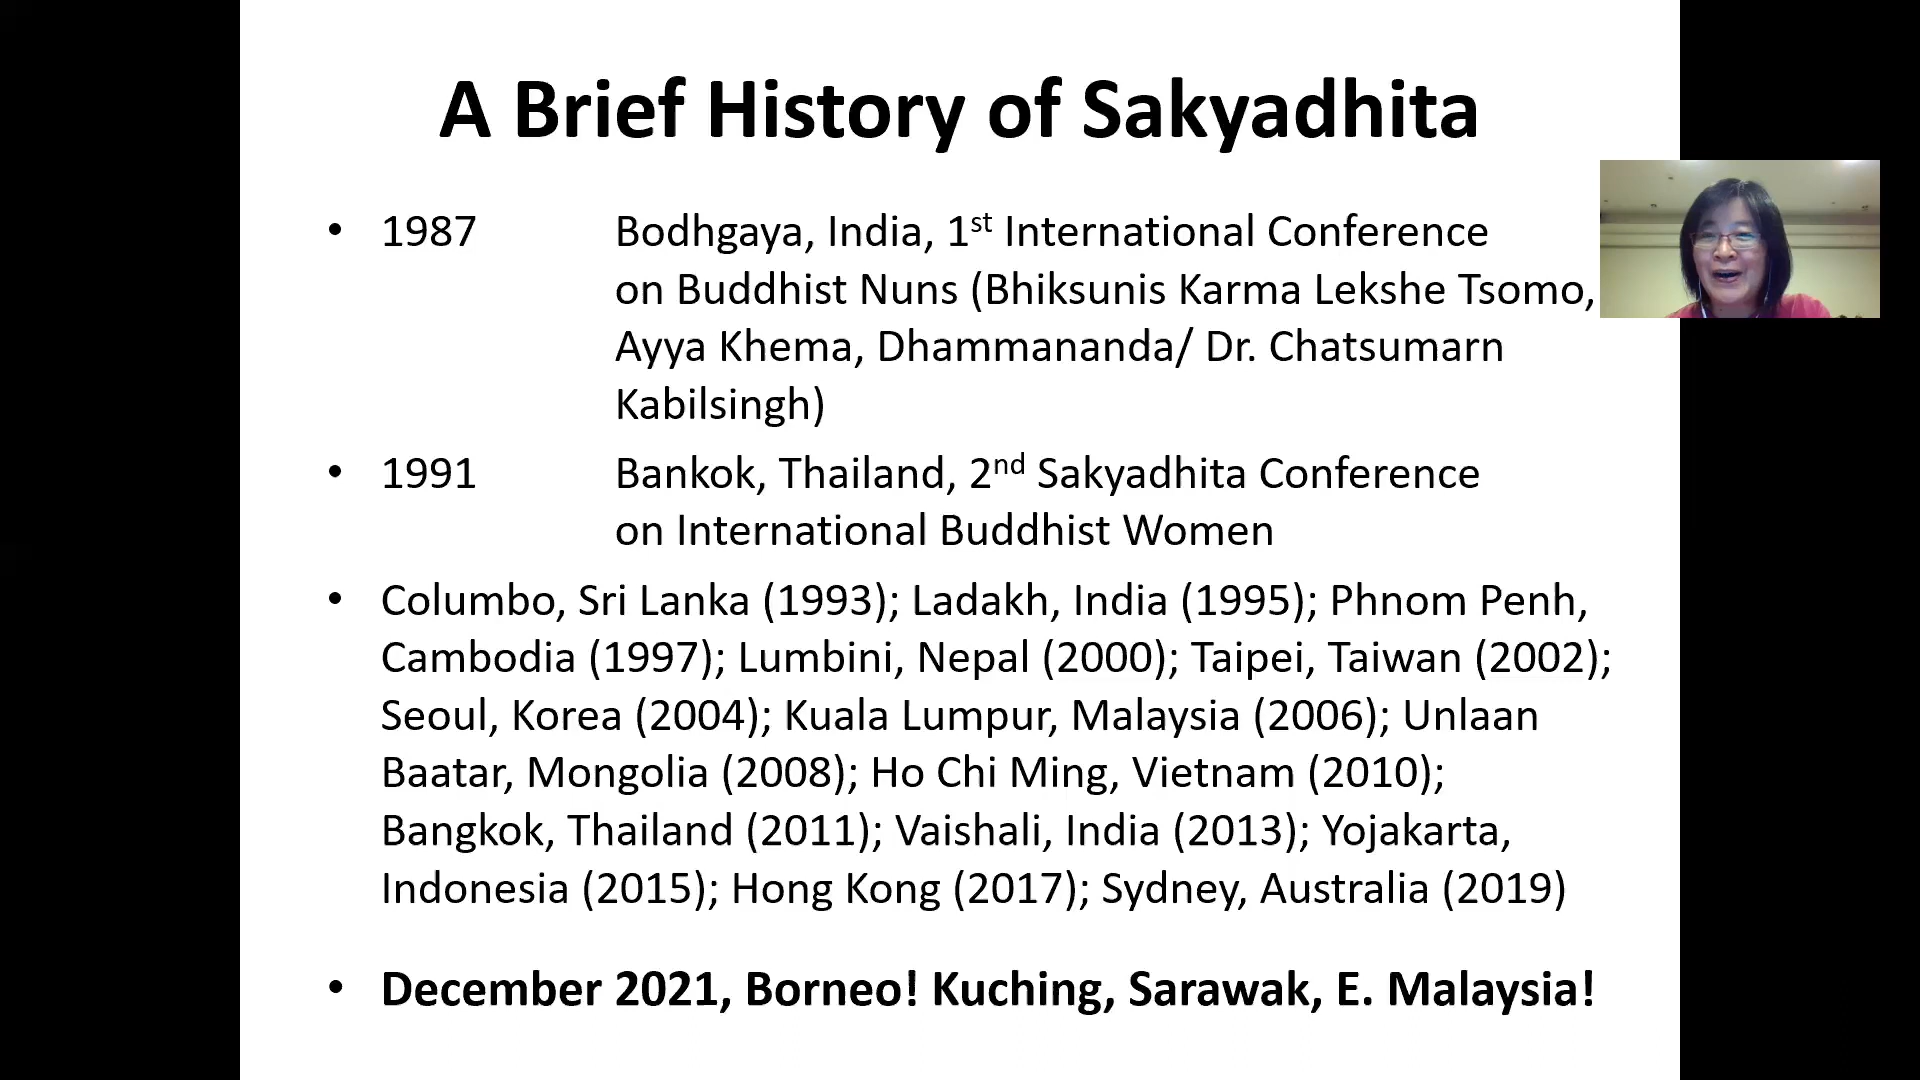 A Brief History of Sakyadhita
• 1987 Bodhgaya, India, 1st International Conference
on Buddhist Nuns (Bhiksunis Karma Lekshe Tsomo,
Ayya Khema, Dhammananda/ Dr. Chatsumarn
Kabilsingh)
• 1991 Bankok, Thailand, 2nd Sakyadhita Conference
on International Buddhist Women
• Columbo, Sri Lanka (1993); Ladakh, India (1995); Phnom Penh,
Cambodia (1997); Lumbini, Nepal (2000); Taipei, Taiwan (2002);
Seoul, Korea (2004); Kuala Lumpur, Malaysia (2006); Unlaan
Baatar, Mongolia (2008); Ho Chi Ming, Vietnam (2010);
Bangkok, Thailand (2011); Vaishali, India (2013); Yojakarta,
Indonesia (2015); Hong Kong (2017); Sydney, Australia (2019)
• December 2021, Borneo! Kuching, Sarawak, E. Malaysia!